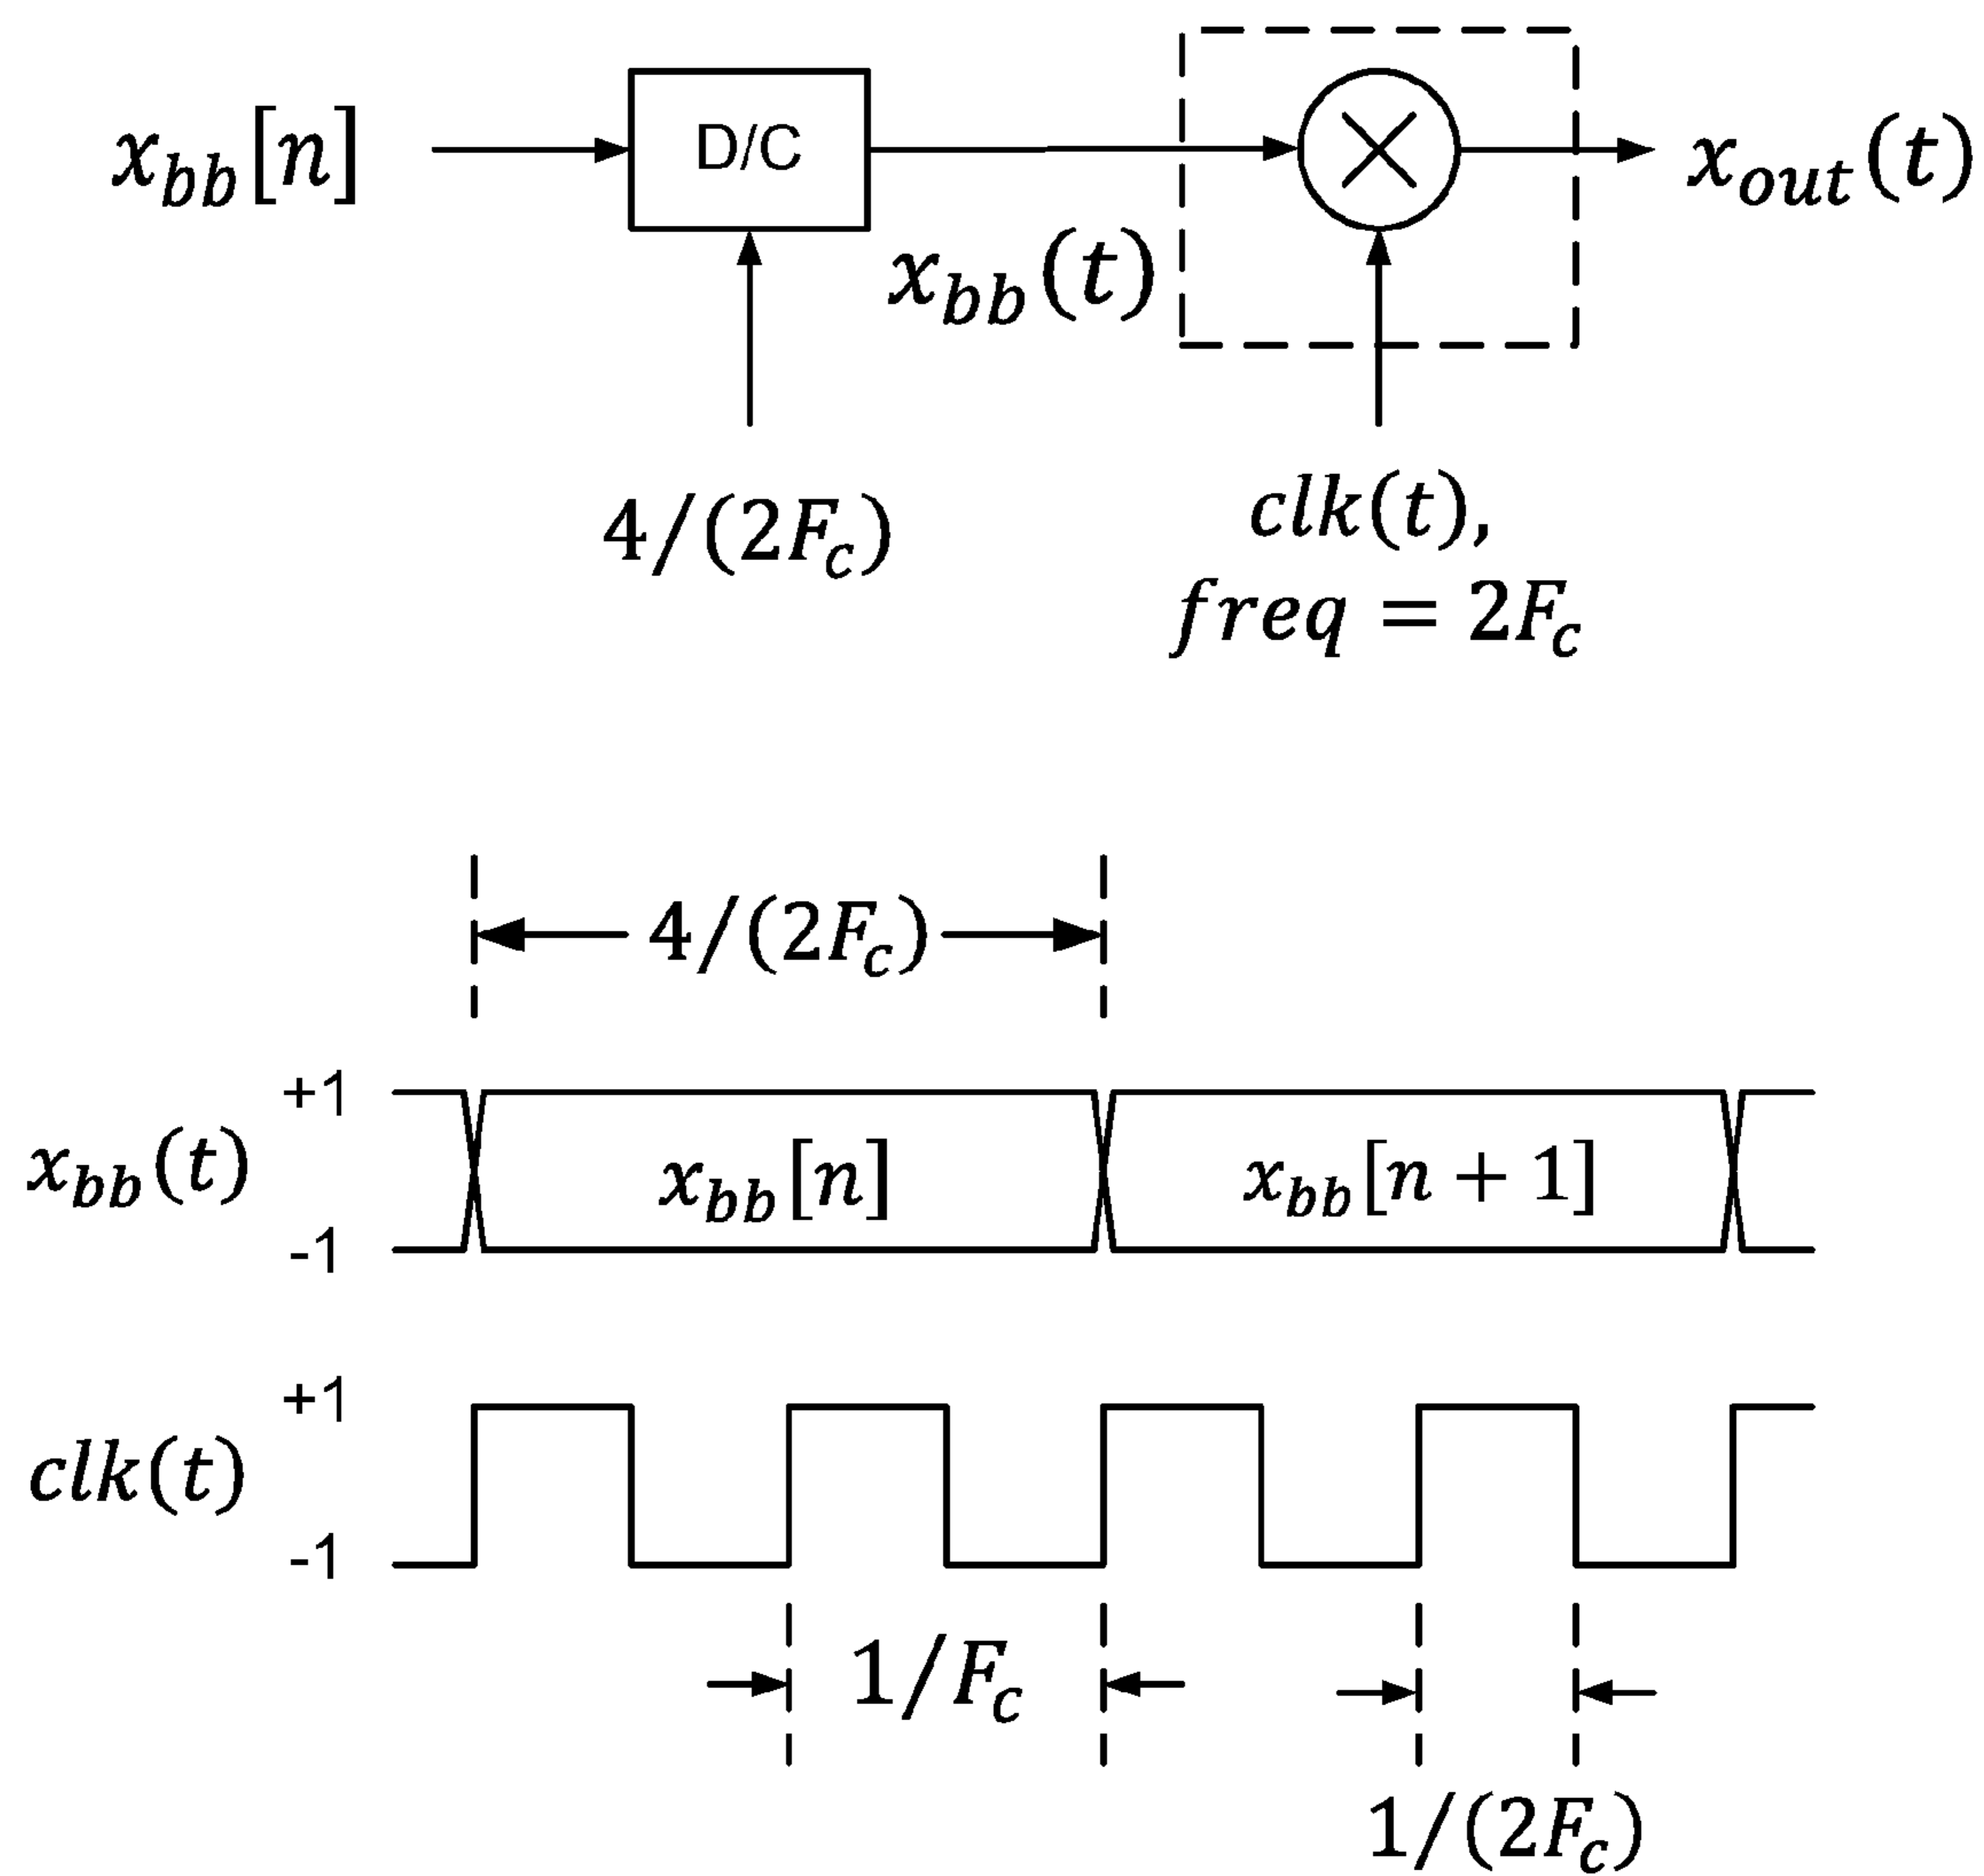 x_bb[n]
D/C
x_out(t)
x_bb(t)
4/(2F_c)
clk(t),
freq = 2F_c
4/(2F_c)
+1
x_bb(t)
x_bb[n]
x_bb[n + 1]
-1
+1
clk(t)
-1
1/F_c
1/(2F_c)